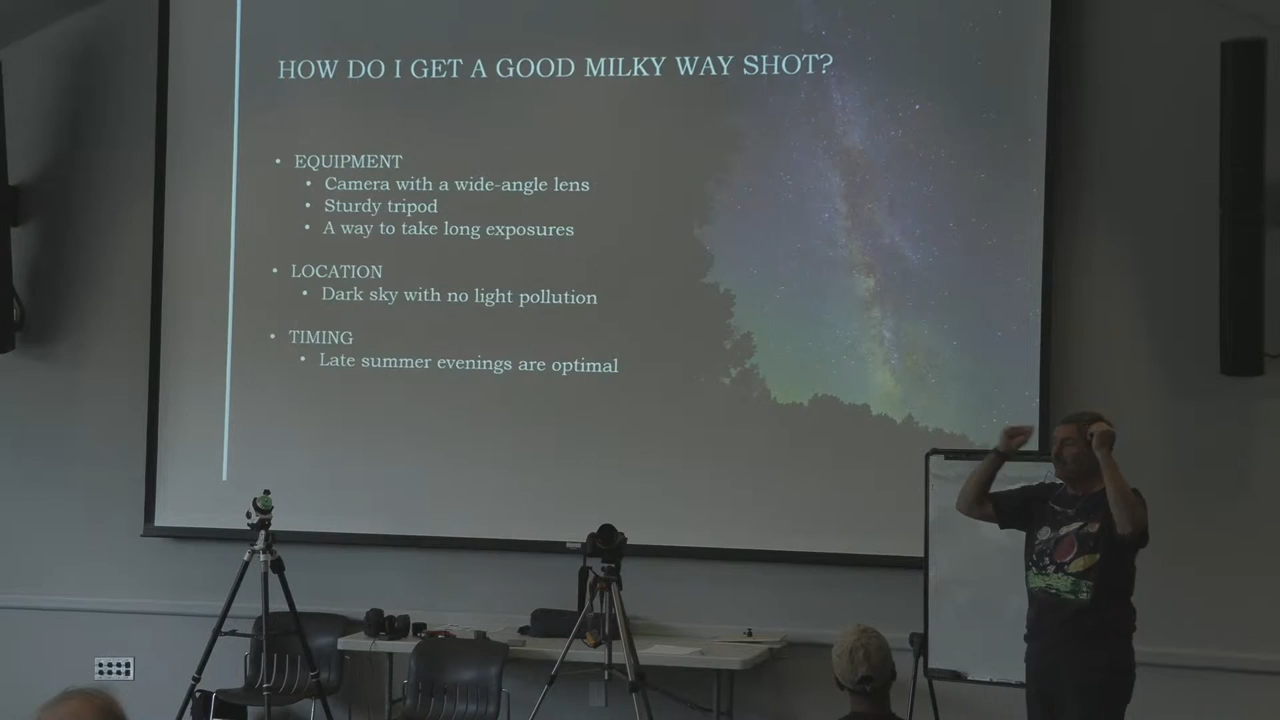 HOW DO I GET A GOOD MILKY WAY SHOT?
• EQUIPMENT
• Camera with a wide-angle lens
• Sturdy tripod
• A way to take long exposures
• LOCATION
• Dark sky with no light pollution
• TIMING
• Late summer evenings are optimal